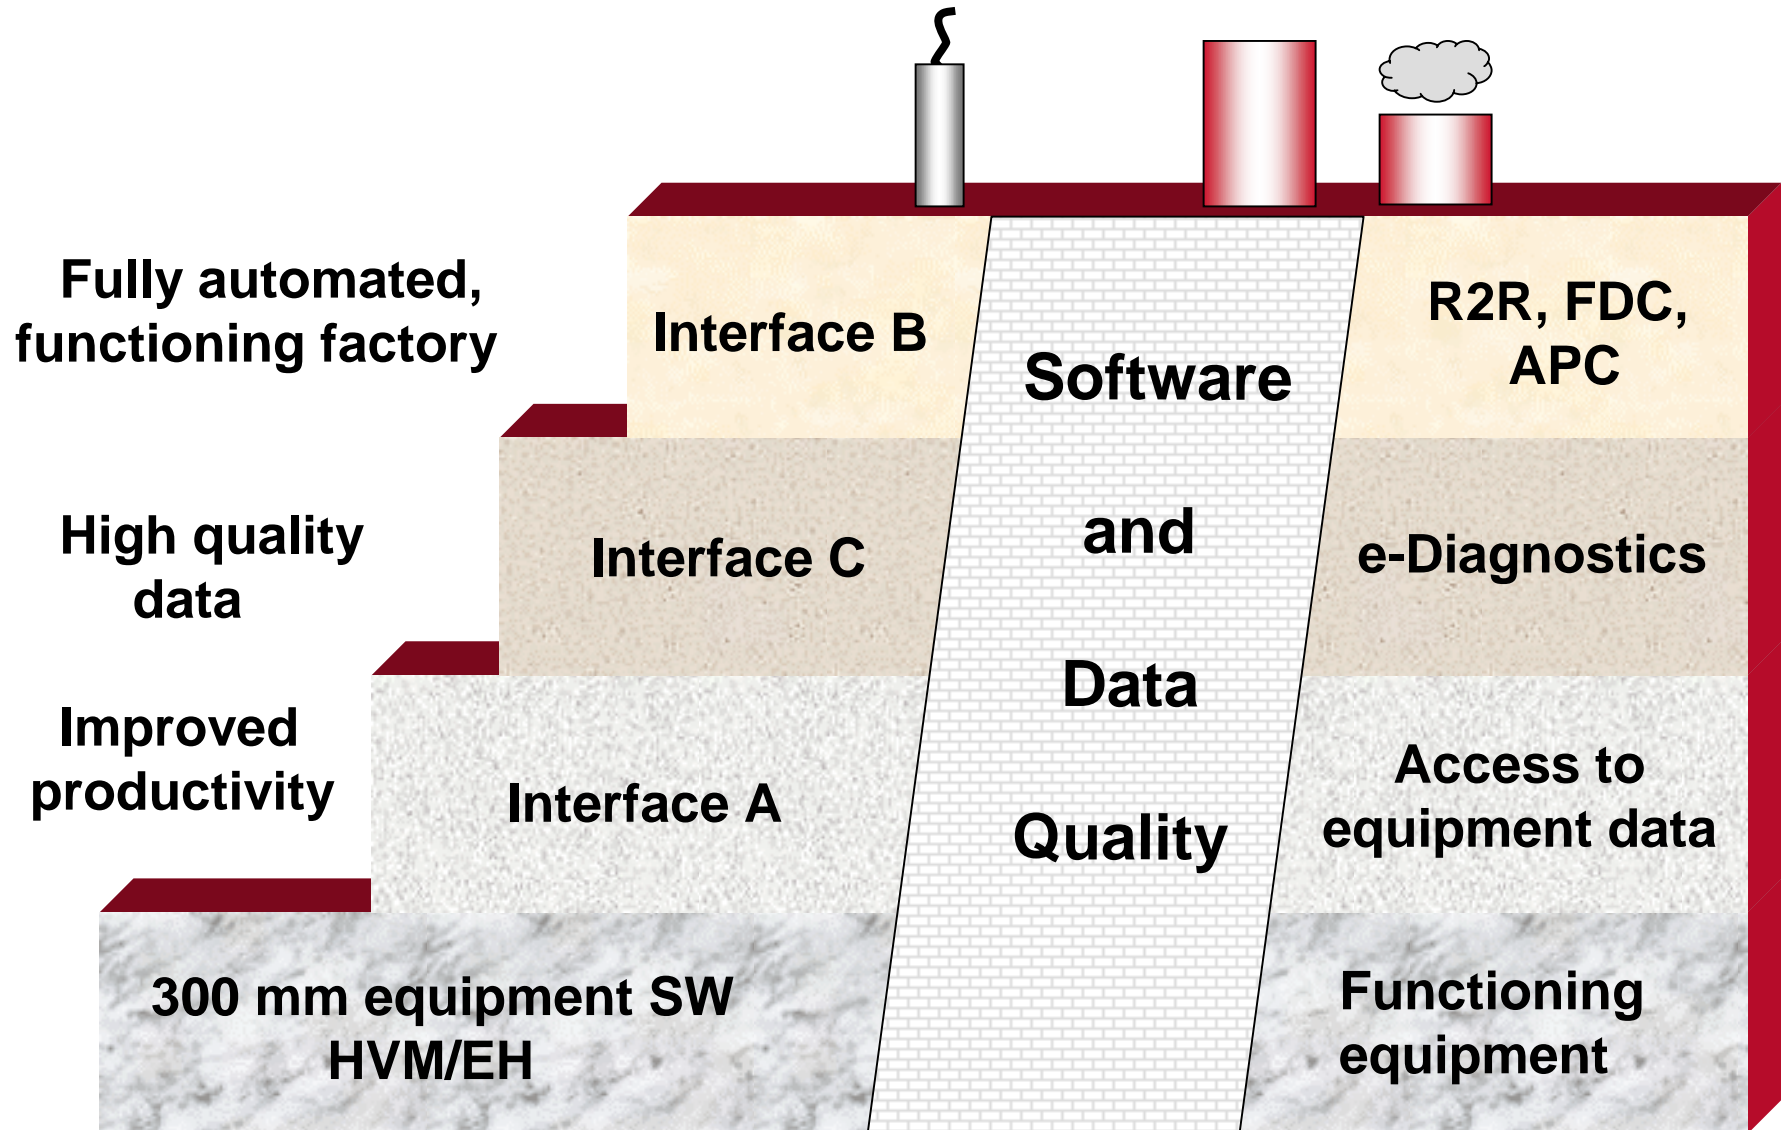 Fully automated,
functioning factory
Interface B
R2R, FDC,
APC
High quality
data
Interface C
e-Diagnostics
Improved
productivity
Interface A
Access to
equipment data
300 mm equipment SW
HVM/EH
Functioning
equipment
Software
and
Data
Quality